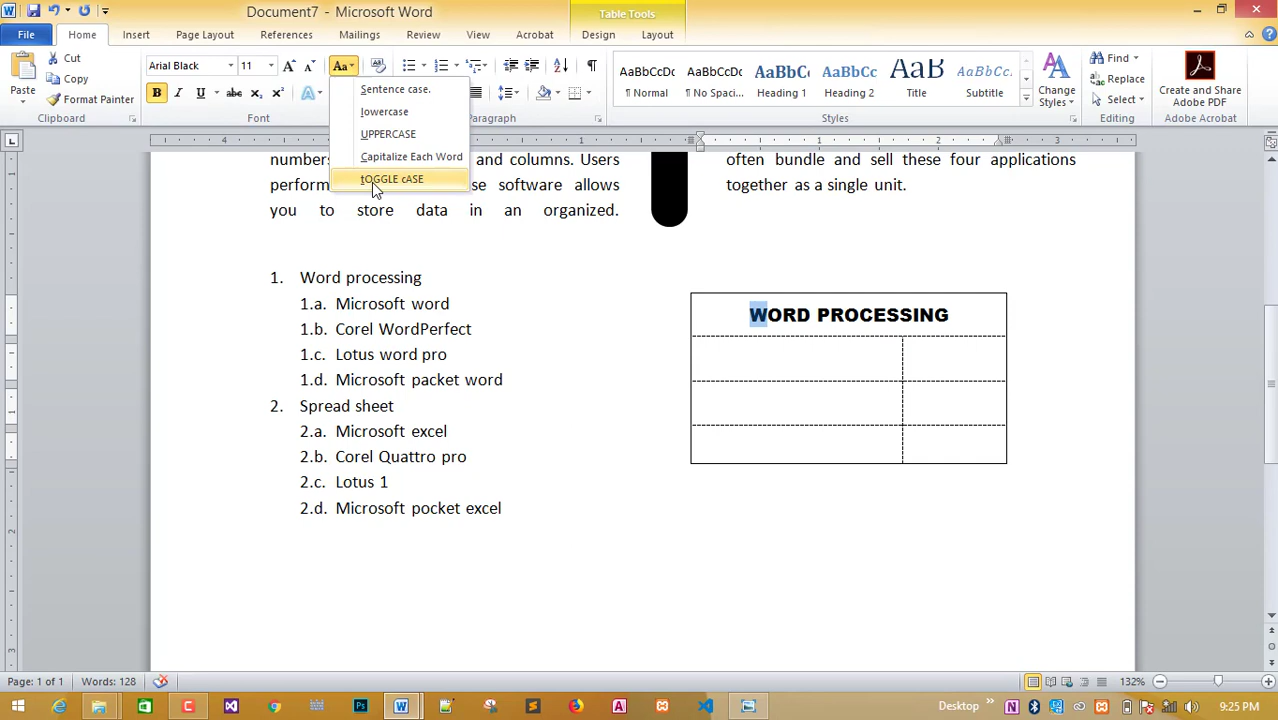 Document7 - Microsoft Word
Table Tools
File Home Insert Page Layout References Mailings Review View Acrobat Design Layout
Cut
Copy
Format Painter
Paste
Clipboard
Arial Black 11
Aa
Font
Sentence case.
lowercase
UPPERCASE
Capitalize Each Word
tOGGLE cASE
Paragraph
AaBbCcDc AaBbCcDc AaBbC AaBbCc AaB AaBbCcL
¶ Normal ¶ No Spaci... Heading 1 Heading 2 Title Subtitle
Styles
Change
Styles
Find
Replace
Select
Editing
Create and Share
Adobe PDF
Adobe Acrobat
numbers and columns. Users
perform se software allows
you to store data in an organized.
often bundle and sell these four applications
together as a single unit.
1. Word processing
1.a. Microsoft word
1.b. Corel WordPerfect
1.c. Lotus word pro
1.d. Microsoft packet word
2. Spread sheet
2.a. Microsoft excel
2.b. Corel Quattro pro
2.c. Lotus 1
2.d. Microsoft pocket excel
WORD PROCESSING
Page: 1 of 1 Words: 128
132%
Desktop
9:25 PM